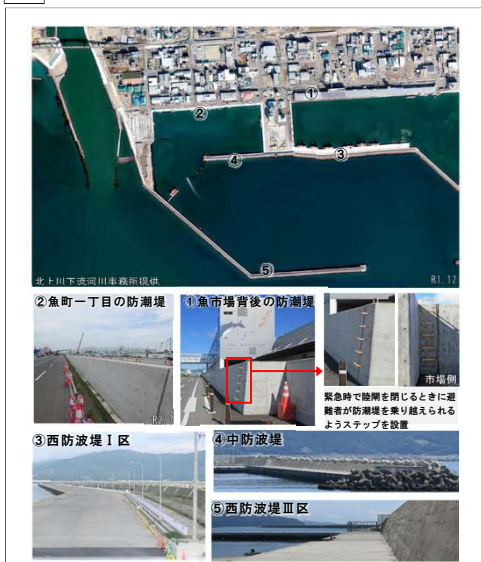 ①
②
④
③
⑤
北上川下流河川事務所提供
R1.12
②魚町一丁目の防潮堤
①魚市場背後の防潮堤
市場側
緊急時で陸閘を閉じるときに避
難者が防潮堤を乗り越えられる
ようステップを設置
③西防波堤Ⅰ区
④中防波堤
⑤西防波堤Ⅲ区